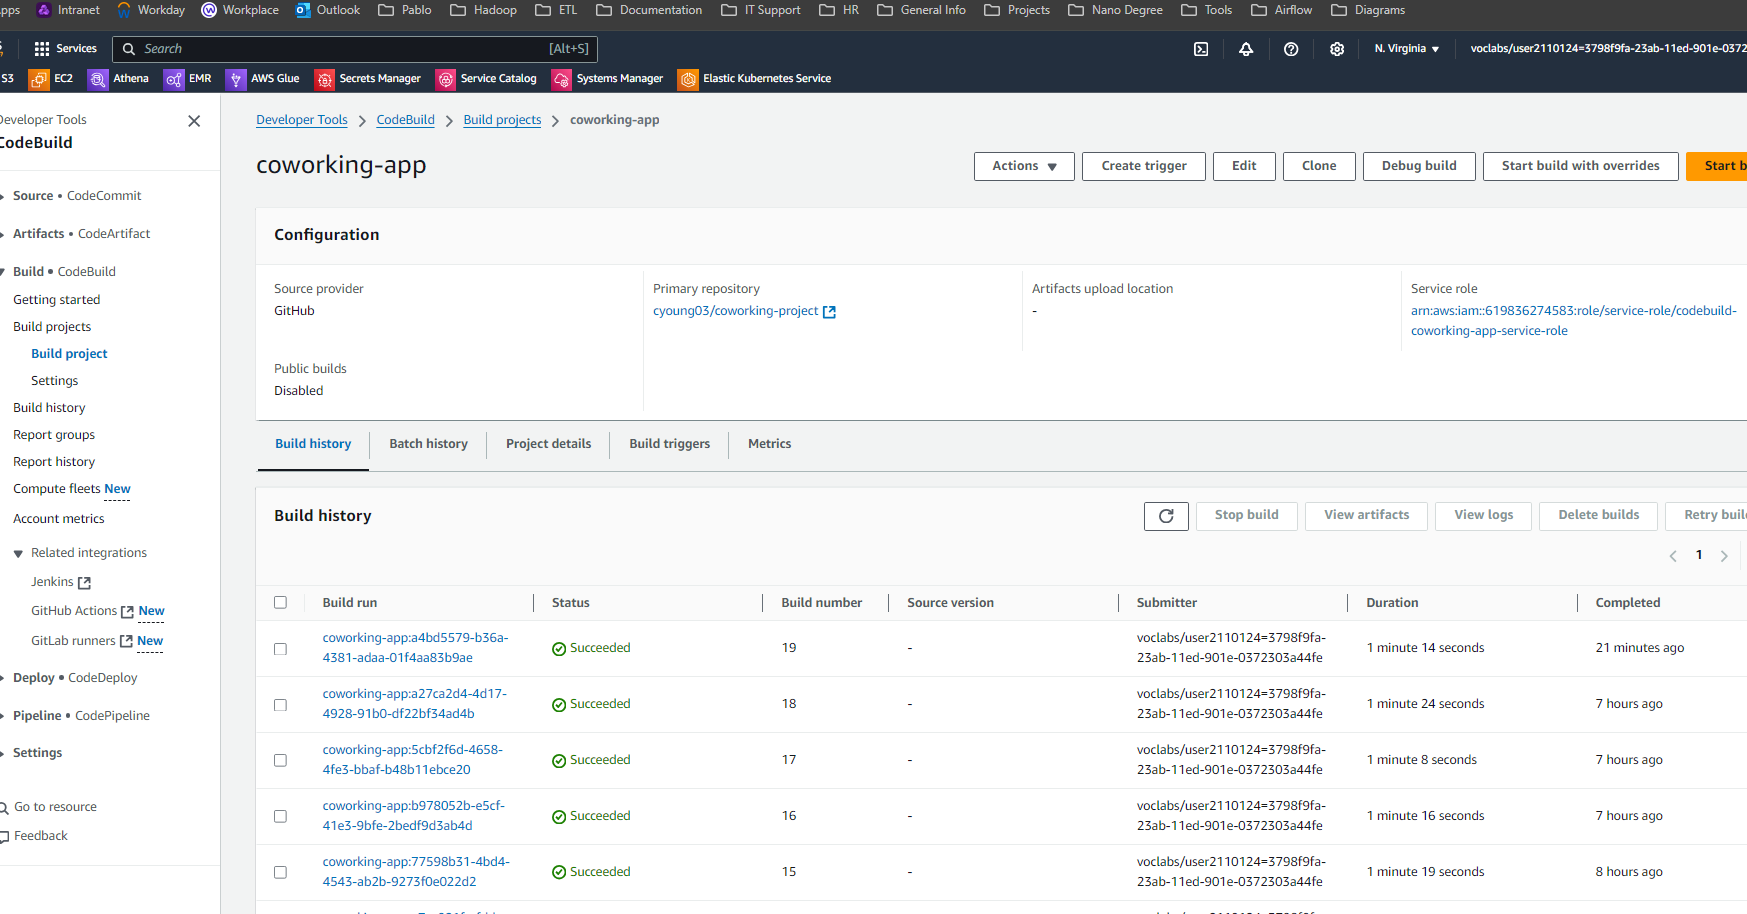 pps Intranet Workday Workplace Outlook Pablo Hadoop ETL Documentation IT Support HR General Info Projects Nano Degree Tools Airflow Diagrams
Services Search [Alt+S] N. Virginia ▼ voclabs/user2110124=3798f9fa-23ab-11ed-901e-0372
S3 EC2 Athena EMR AWS Glue Secrets Manager Service Catalog Systems Manager Elastic Kubernetes Service
Developer Tools
CodeBuild
Source • CodeCommit
Artifacts • CodeArtifact
Build • CodeBuild
Getting started
Build projects
Build project
Settings
Build history
Report groups
Report history
Compute fleets New
Account metrics
Related integrations
Jenkins
GitHub Actions New
GitLab runners New
Deploy • CodeDeploy
Pipeline • CodePipeline
Settings
Go to resource
Feedback
Developer Tools > CodeBuild > Build projects > coworking-app
coworking-app
Actions ▼ Create trigger Edit Clone Debug build Start build with overrides Start b
Configuration
Source provider
GitHub
Primary repository
cyoung03/coworking-project
Artifacts upload location
-
Service role
arn:aws:iam::619836274583:role/service-role/codebuild-
coworking-app-service-role
Public builds
Disabled
Build history Batch history Project details Build triggers Metrics
Build history
Stop build View artifacts View logs Delete builds Retry buil
< 1 >
Build run Status Build number Source version Submitter Duration Completed
coworking-app:a4bd5579-b36a-
4381-adaa-01f4aa83b9ae
Succeeded 19 -
voclabs/user2110124=3798f9fa-
23ab-11ed-901e-0372303a44fe
1 minute 14 seconds 21 minutes ago
coworking-app:a27ca2d4-4d17-
4928-91b0-df22bf34ad4b
Succeeded 18 -
voclabs/user2110124=3798f9fa-
23ab-11ed-901e-0372303a44fe
1 minute 24 seconds 7 hours ago
coworking-app:5cbf2f6d-4658-
4fe3-bbaf-b48b11ebce20
Succeeded 17 -
voclabs/user2110124=3798f9fa-
23ab-11ed-901e-0372303a44fe
1 minute 8 seconds 7 hours ago
coworking-app:b978052b-e5cf-
41e3-9bfe-2bedf9d3ab4d
Succeeded 16 -
voclabs/user2110124=3798f9fa-
23ab-11ed-901e-0372303a44fe
1 minute 16 seconds 7 hours ago
coworking-app:77598b31-4bd4-
4543-ab2b-9273f0e022d2
Succeeded 15 -
voclabs/user2110124=3798f9fa-
23ab-11ed-901e-0372303a44fe
1 minute 19 seconds 8 hours ago